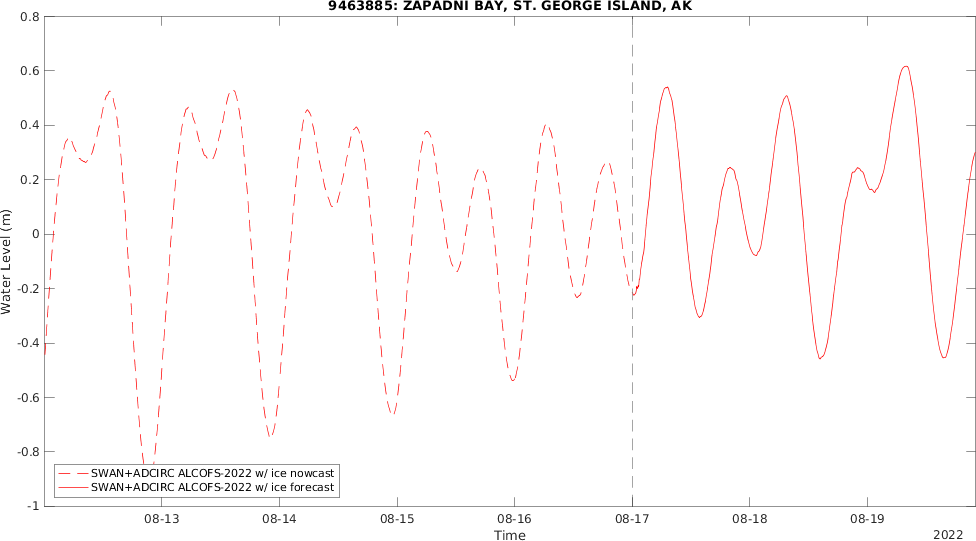 9463885: ZAPADNI BAY, ST. GEORGE ISLAND, AK
0.8
0.6
0.4
0.2
0
-0.2
-0.4
-0.6
-0.8
-1
Water Level (m)
SWAN+ADCIRC ALCOFS-2022 w/ ice nowcast
SWAN+ADCIRC ALCOFS-2022 w/ ice forecast
08-13 08-14 08-15 08-16 08-17 08-18 08-19
Time
2022